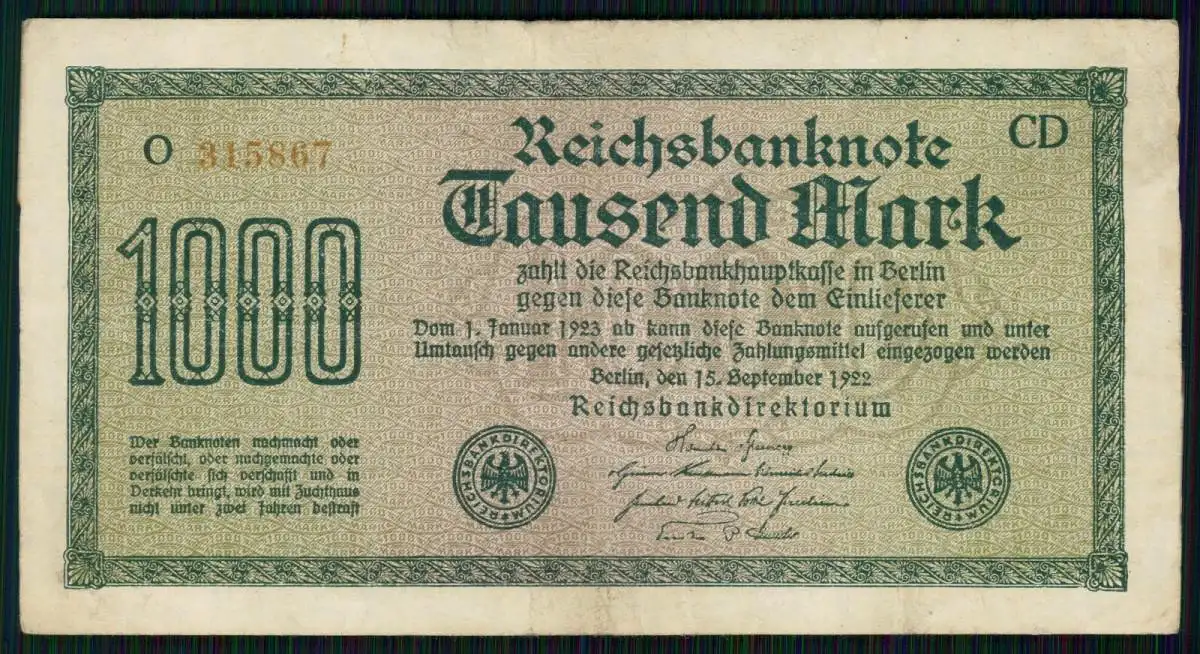 O 315867
CD
Reichsbanknote
Tausend Mark
zahlt die Reichsbankhauptkasse in Berlin
gegen diese Banknote dem Einlieferer
Vom 1. Januar 1923 ab kann diese Banknote aufgerufen und unter
Umtausch gegen andere gesetzliche Zahlungsmittel eingezogen werden
Berlin, den 15. September 1922
Reichsbankdirektorium
1000
Wer Banknoten nachmacht oder
verfälscht, oder nachgemachte oder
verfälschte sich verschafft und in
Verkehr bringt, wird mit Zuchthaus
nicht unter zwei Jahren bestraft
REICHSBANKDIREKTORIUM
REICHSBANKDIREKTORIUM